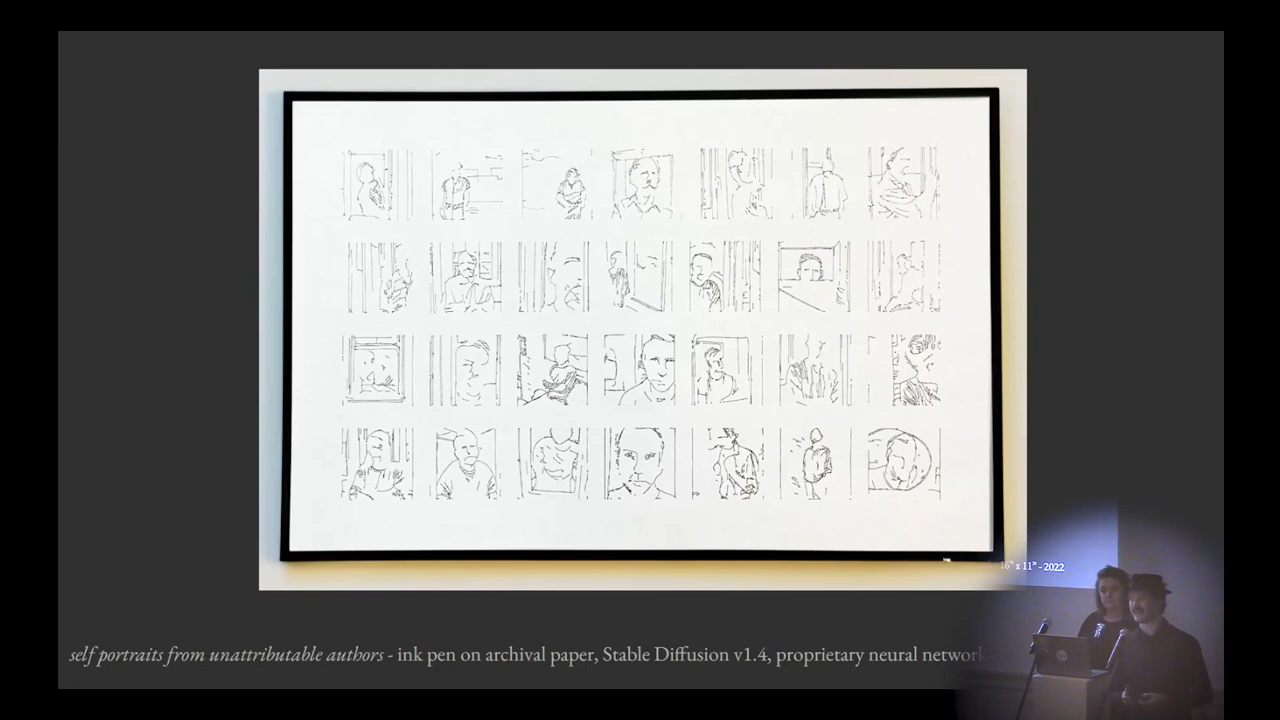 16" x 11" - 2022
self portraits from unattributable authors - ink pen on archival paper, Stable Diffusion v1.4, proprietary neural network